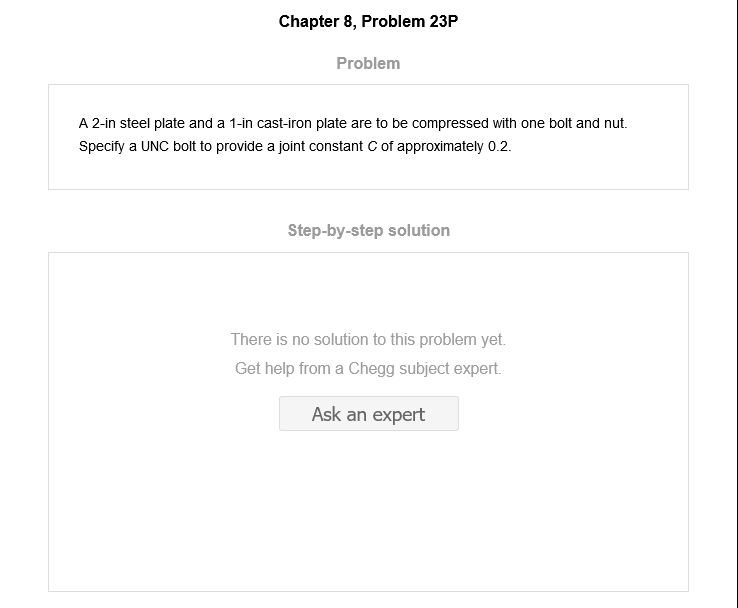 Chapter 8, Problem 23P
Problem
A 2-in steel plate and a 1-in cast-iron plate are to be compressed with one bolt and nut.
Specify a UNC bolt to provide a joint constant C of approximately 0.2.
Step-by-step solution
There is no solution to this problem yet.
Get help from a Chegg subject expert.
Ask an expert